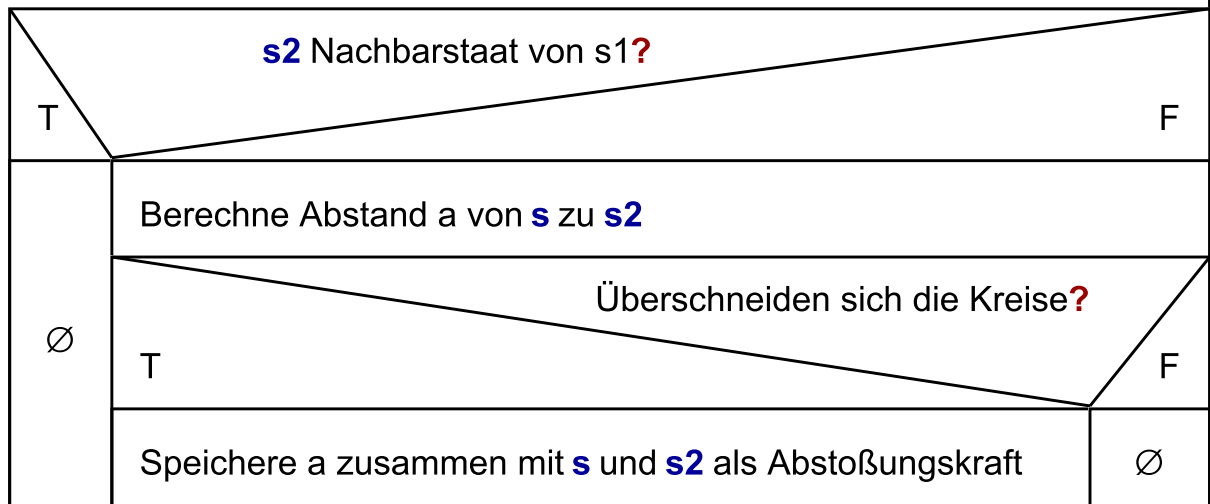 s2 Nachbarstaat von s1?
T
F
Berechne Abstand a von s zu s2
Überschneiden sich die Kreise?
∅
T
F
Speichere a zusammen mit s und s2 als Abstoßungskraft
∅